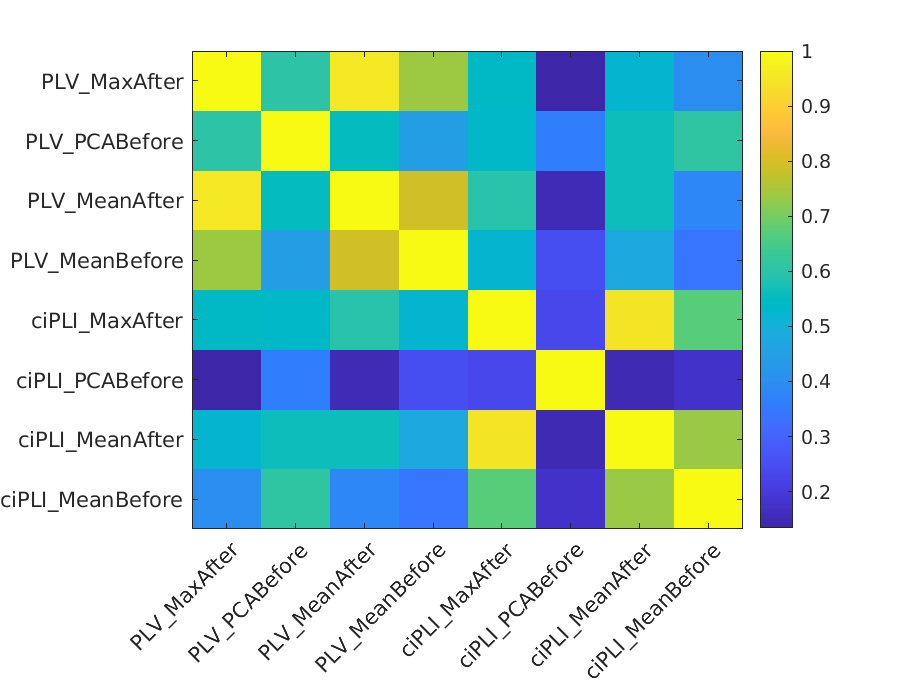 PLV_MaxAfter
PLV_PCABefore
PLV_MeanAfter
PLV_MeanBefore
ciPLI_MaxAfter
ciPLI_PCABefore
ciPLI_MeanAfter
ciPLI_MeanBefore
PLV_MaxAfter
PLV_PCABefore
PLV_MeanAfter
PLV_MeanBefore
ciPLI_MaxAfter
ciPLI_PCABefore
ciPLI_MeanAfter
ciPLI_MeanBefore
1
0.9
0.8
0.7
0.6
0.5
0.4
0.3
0.2